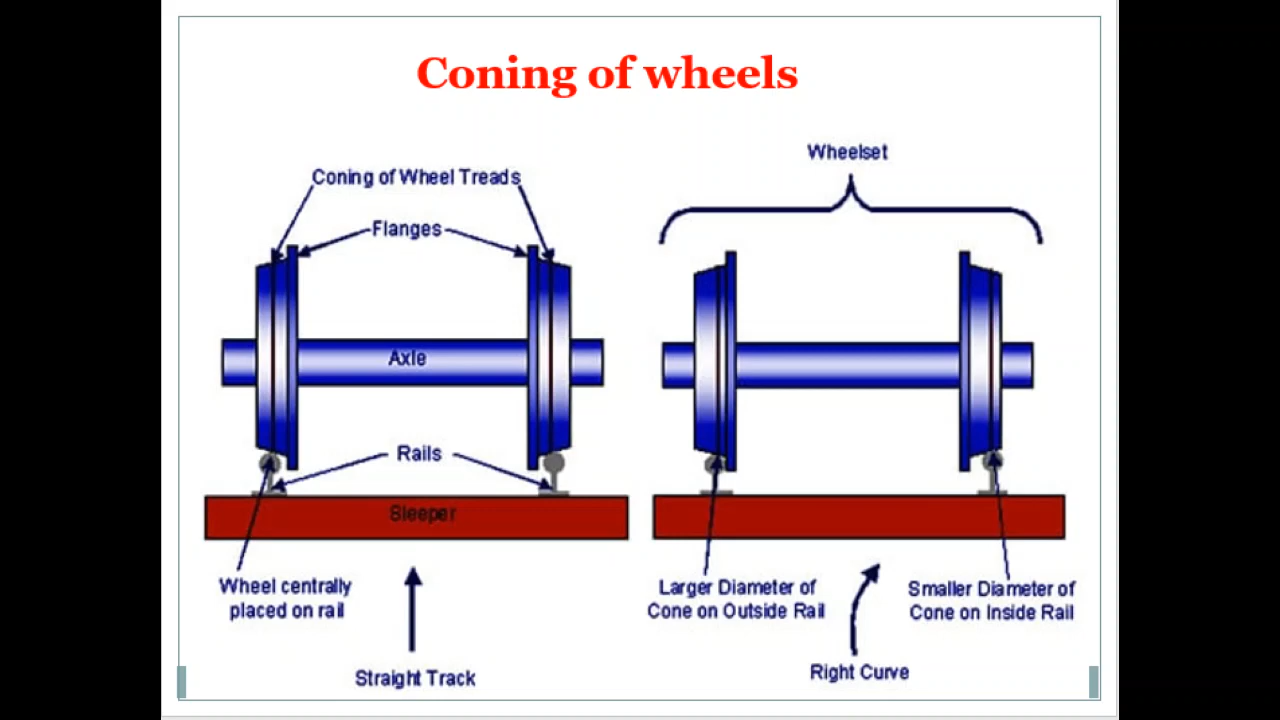 Coning of wheels
Wheelset
Coning of Wheel Treads
Flanges
Axle
Rails
Sleeper
Wheel centrally
placed on rail
Straight Track
Larger Diameter of
Cone on Outside Rail
Smaller Diameter of
Cone on Inside Rail
Right Curve